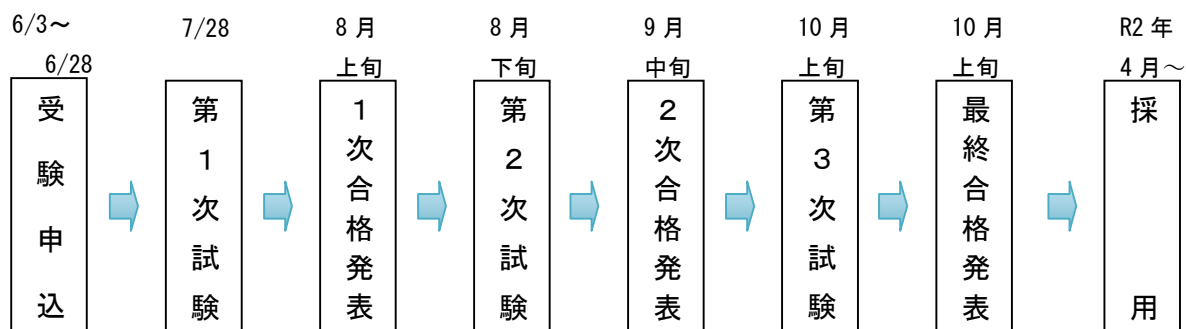 6/3～
6/28
受験申込
7/28
第1次試験
8月
上旬
1次合格発表
8月
下旬
第2次試験
9月
中旬
2次合格発表
10月
上旬
第3次試験
10月
上旬
最終合格発表
R2年
4月～
採用